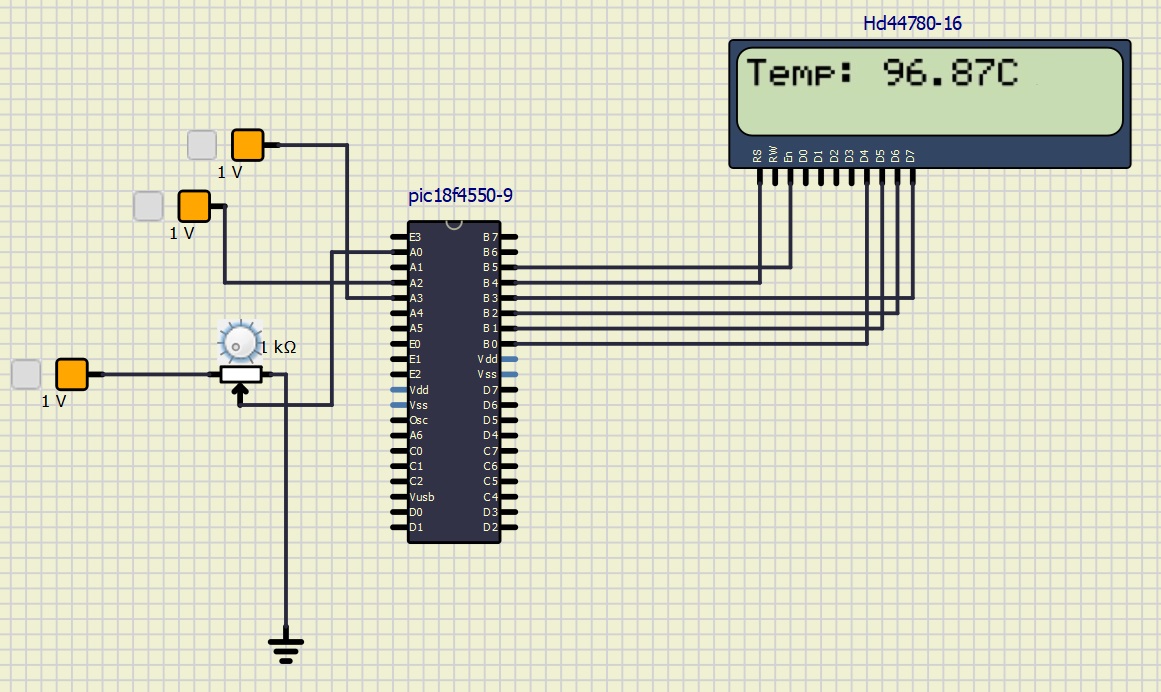 Hd44780-16
Temp: 96.87C
RS RW En D0 D1 D2 D3 D4 D5 D6 D7
1 V
1 V
pic18f4550-9
E3 B7
A0 B6
A1 B5
A2 B4
A3 B3
A4 B2
A5 B1
E0 B0
E1 Vdd
E2 Vss
Vdd D7
Vss D6
Osc D5
A6 D4
C0 C7
C1 C6
C2 C5
Vusb C4
D0 D3
D1 D2
1 kΩ
1 V